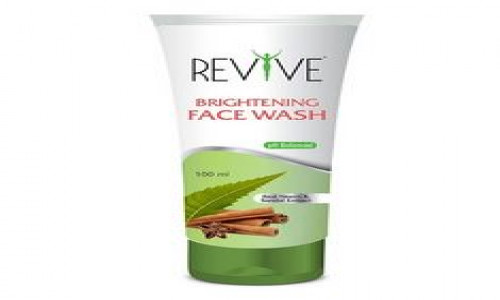 REVIVE
BRIGHTENING
FACE WASH
pH Balanced
100 ml